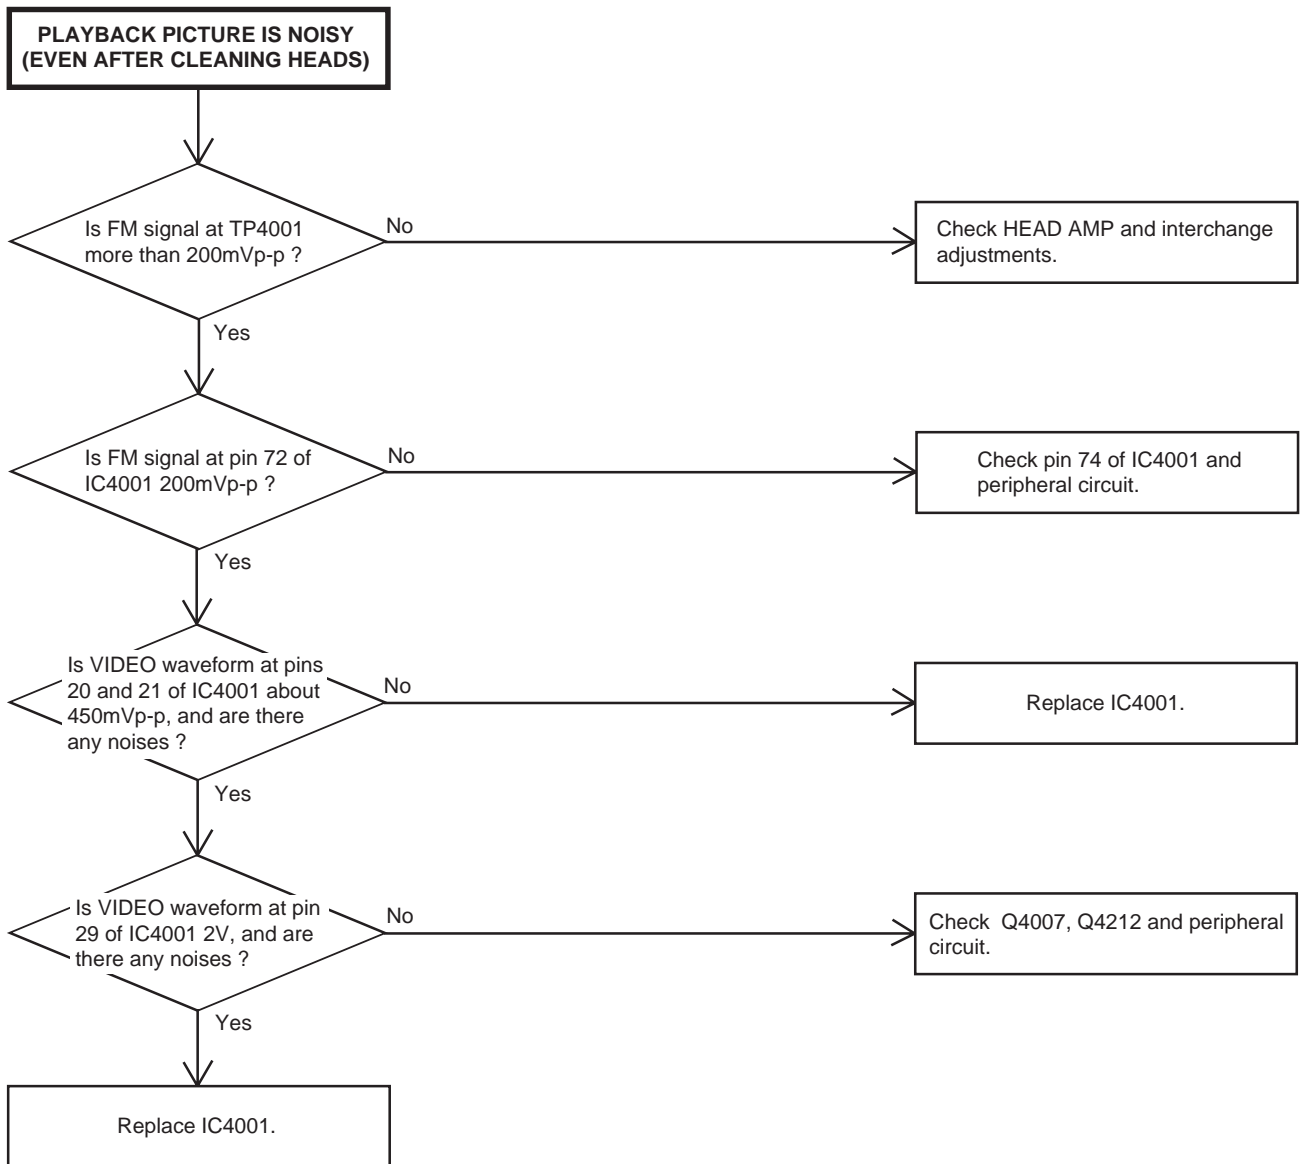 PLAYBACK PICTURE IS NOISY
(EVEN AFTER CLEANING HEADS)
Is FM signal at TP4001
more than 200mVp-p ?
No
Check HEAD AMP and interchange
adjustments.
Yes
Is FM signal at pin 72 of
IC4001 200mVp-p ?
No
Check pin 74 of IC4001 and
peripheral circuit.
Yes
Is VIDEO waveform at pins
20 and 21 of IC4001 about
450mVp-p, and are there
any noises ?
No
Replace IC4001.
Yes
Is VIDEO waveform at pin
29 of IC4001 2V, and are
there any noises ?
No
Check  Q4007, Q4212 and peripheral
circuit.
Yes
Replace IC4001.